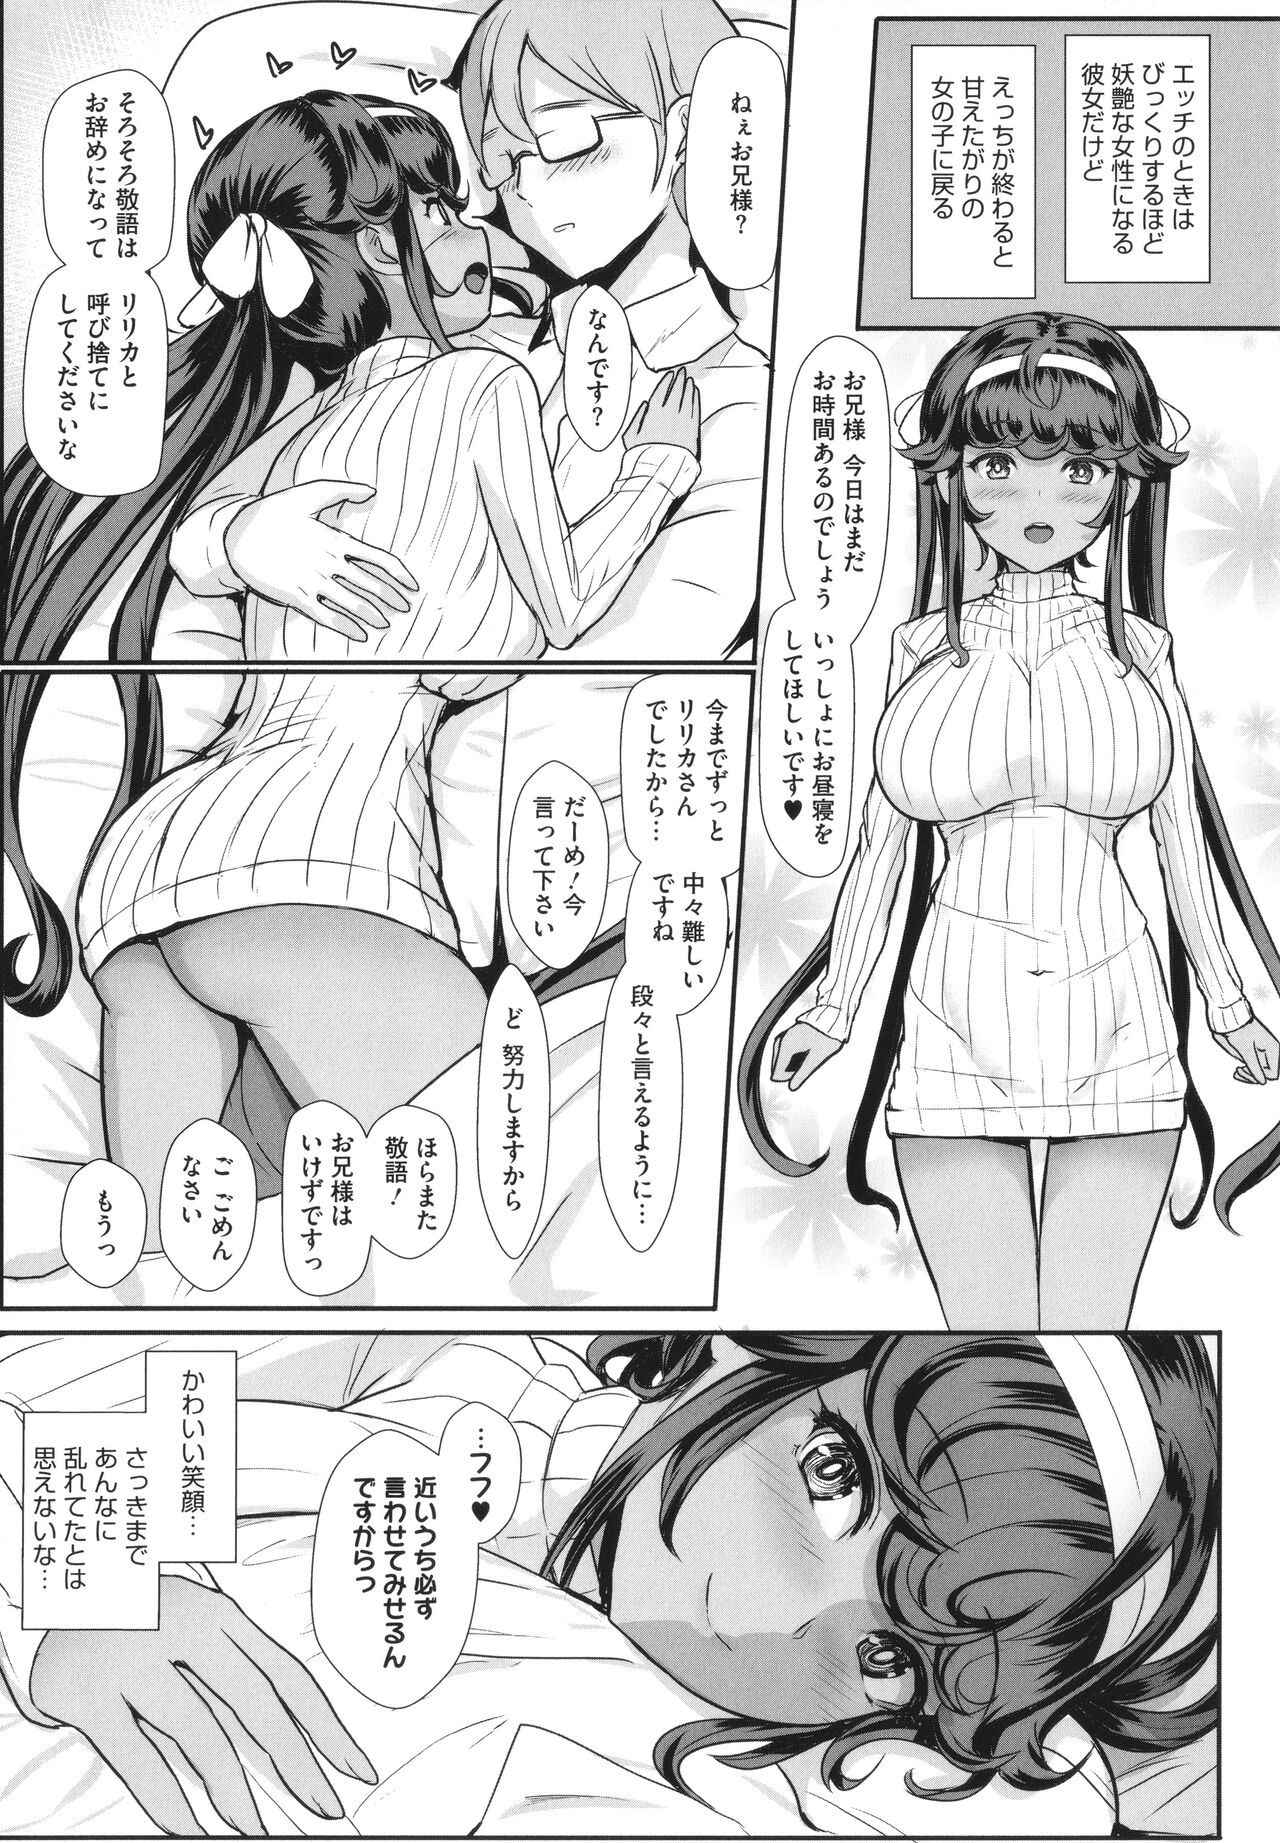 エッチのときは
びっくりするほど
妖艶な女性になる
彼女だけど
えっちが終わると
甘えたがりの
女の子に戻る
お兄様 今日はまだ
お時間あるのでしょう
いっしょにお昼寝を
してほしいです♥
ねぇお兄様?
なんです?
そろそろ敬語は
お辞めになって
リリカと
呼び捨てに
してくださいな
今までずっと
リリカさん
でしたから…
中々難しい
ですね
段々と言えるように…
だーめ!今
言って下さい
ど 努力しますから
ほらまた
敬語!
お兄様は
いけずですっ
ご ごめん
なさい
もうっ
…フフ♥
近いうち必ず
言わせてみせるん
ですからっ
かわいい笑顔…
さっきまで
あんなに
乱れてたとは
思えないな…